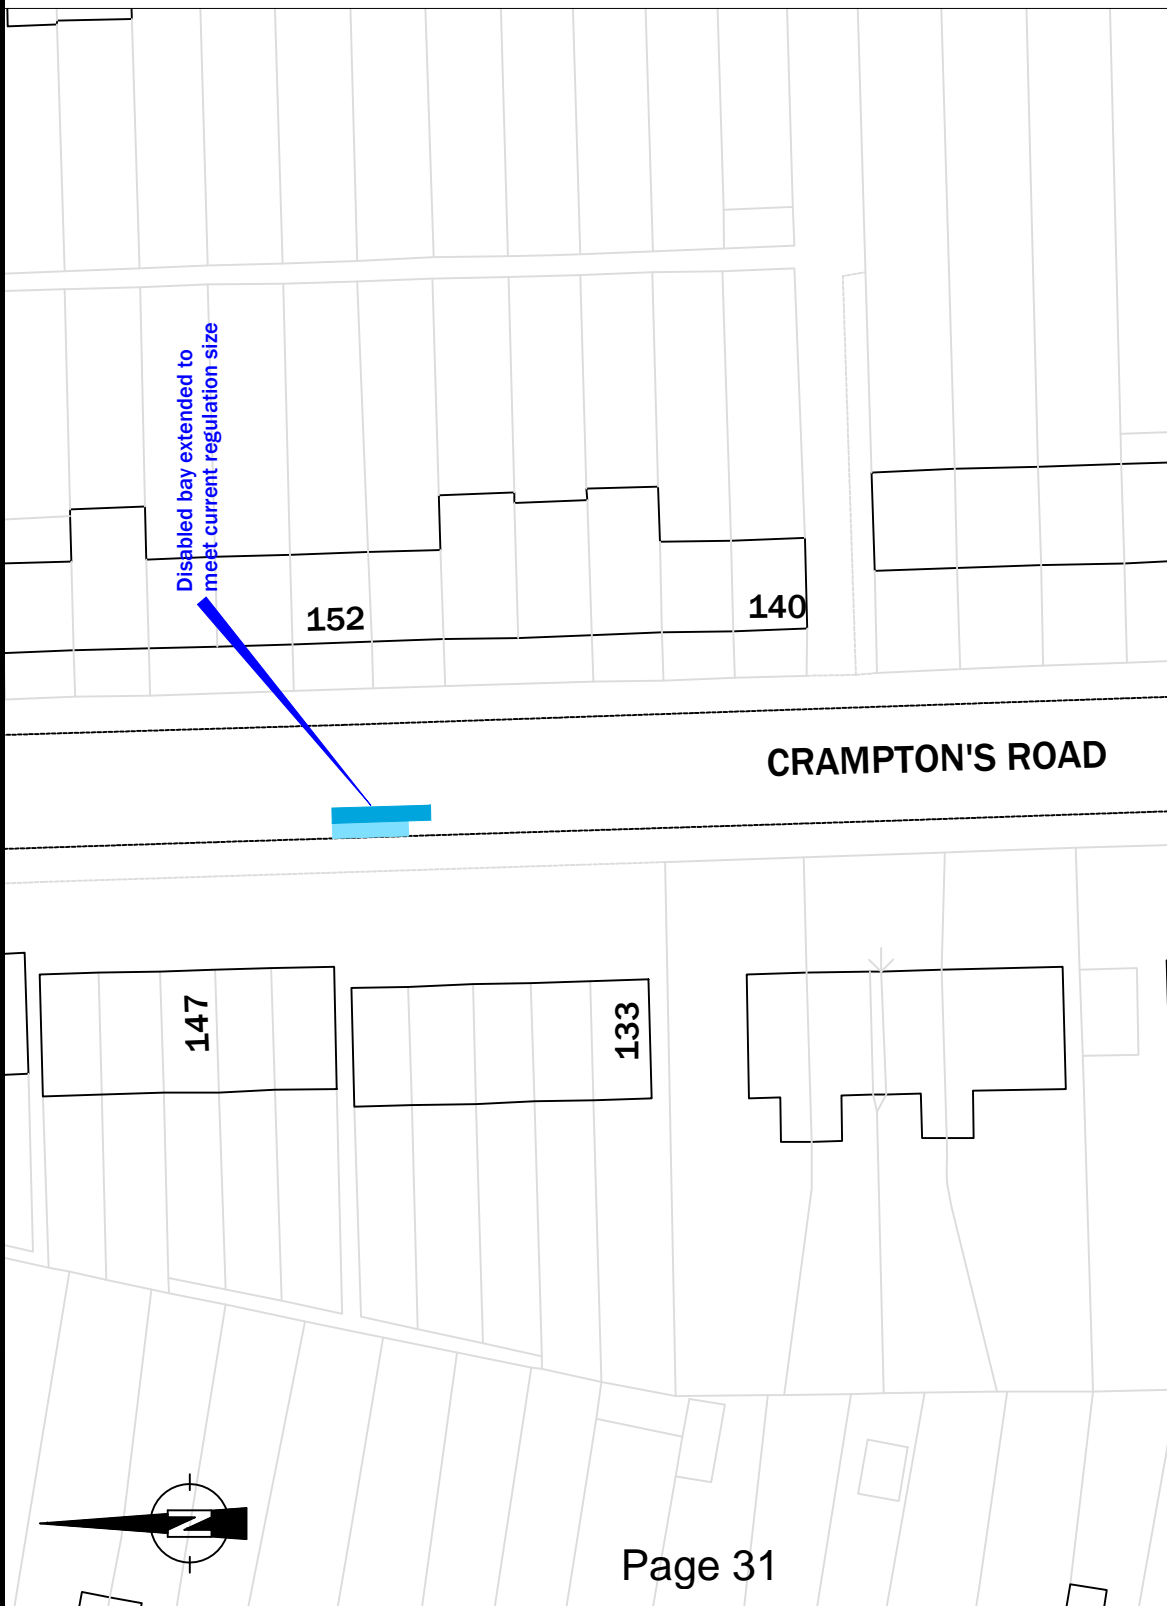 Disabled bay extended to
meet current regulation size
152
140
CRAMPTON'S ROAD
147
133
N
Page 31